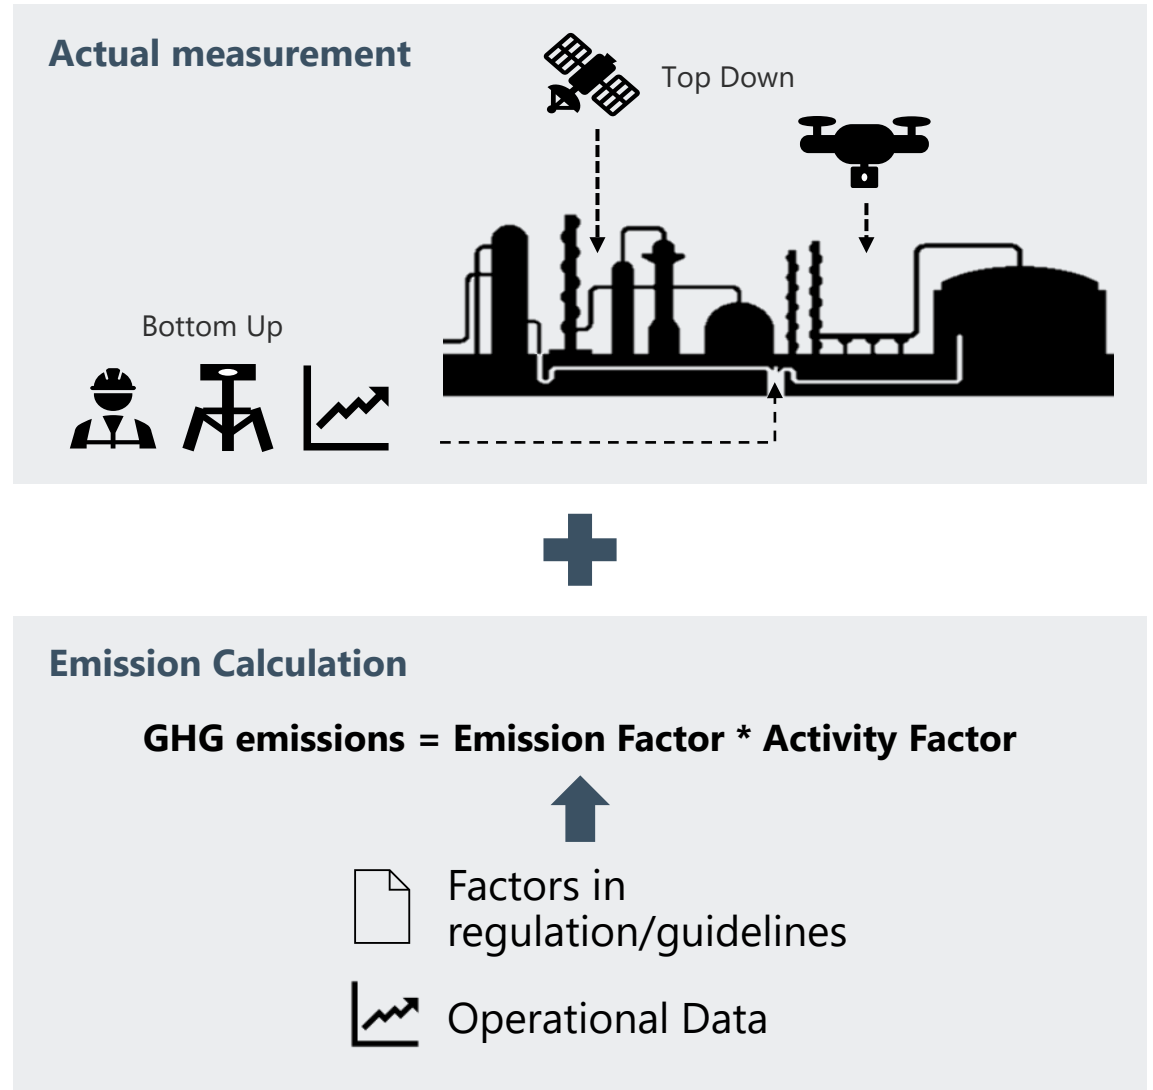 Actual measurement
Top Down
Bottom Up
Emission Calculation
GHG emissions = Emission Factor * Activity Factor
Factors in
regulation/guidelines
Operational Data